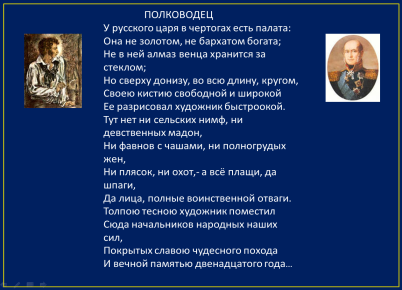 ПОЛКОВОДЕЦ
У русского царя в чертогах есть палата:
Она не золотом, не бархатом богата;
Не в ней алмаз венца хранится за
стеклом;
Но сверху донизу, во всю длину, кругом,
Своею кистию свободной и широкой
Ее разрисовал художник быстроокой.
Тут нет ни сельских нимф, ни
девственных мадон,
Ни фавнов с чашами, ни полногрудых
жен,
Ни плясок, ни охот,- а всё плащи, да
шпаги,
Да лица, полные воинственной отваги.
Толпою тесною художник поместил
Сюда начальников народных наших
сил,
Покрытых славою чудесного похода
И вечной памятью двенадцатого года…